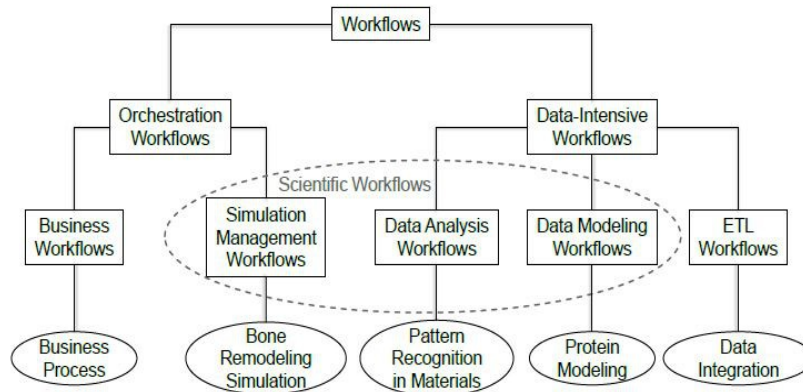 Workflows
Orchestration
Workflows
Data-Intensive
Workflows
Scientific Workflows
Business
Workflows
Simulation
Management
Workflows
Data Analysis
Workflows
Data Modeling
Workflows
ETL
Workflows
Business
Process
Bone
Remodeling
Simulation
Pattern
Recognition
in Materials
Protein
Modeling
Data
Integration